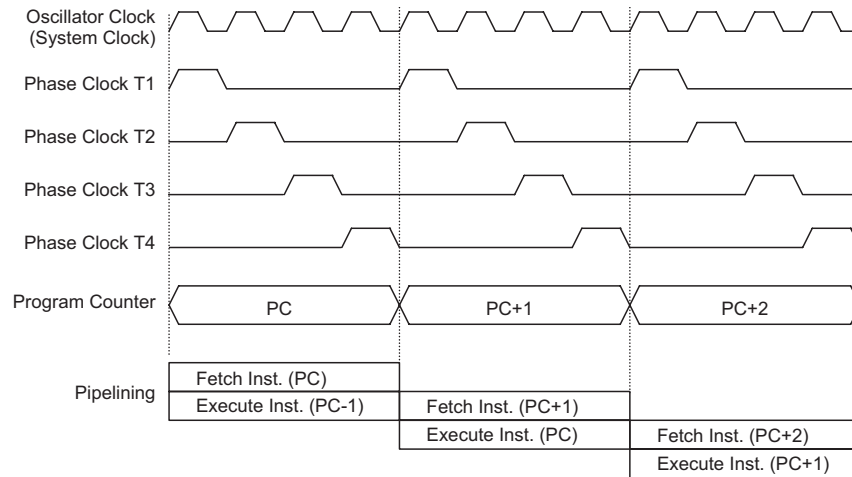 Oscillator Clock
(System Clock)
Phase Clock T1
Phase Clock T2
Phase Clock T3
Phase Clock T4
Program Counter
PC
PC+1
PC+2
Pipelining
Fetch Inst. (PC)
Execute Inst. (PC-1)
Fetch Inst. (PC+1)
Execute Inst. (PC)
Fetch Inst. (PC+2)
Execute Inst. (PC+1)